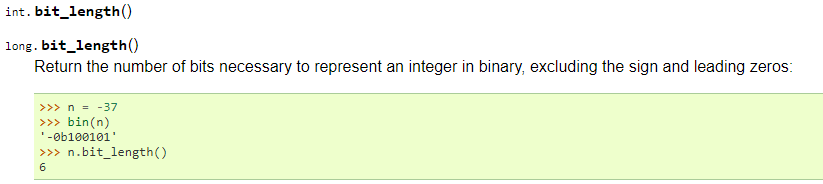 int.bit_length()
long.bit_length()
Return the number of bits necessary to represent an integer in binary, excluding the sign and leading zeros:
>>> n = -37
>>> bin(n)
'-0b100101'
>>> n.bit_length()
6